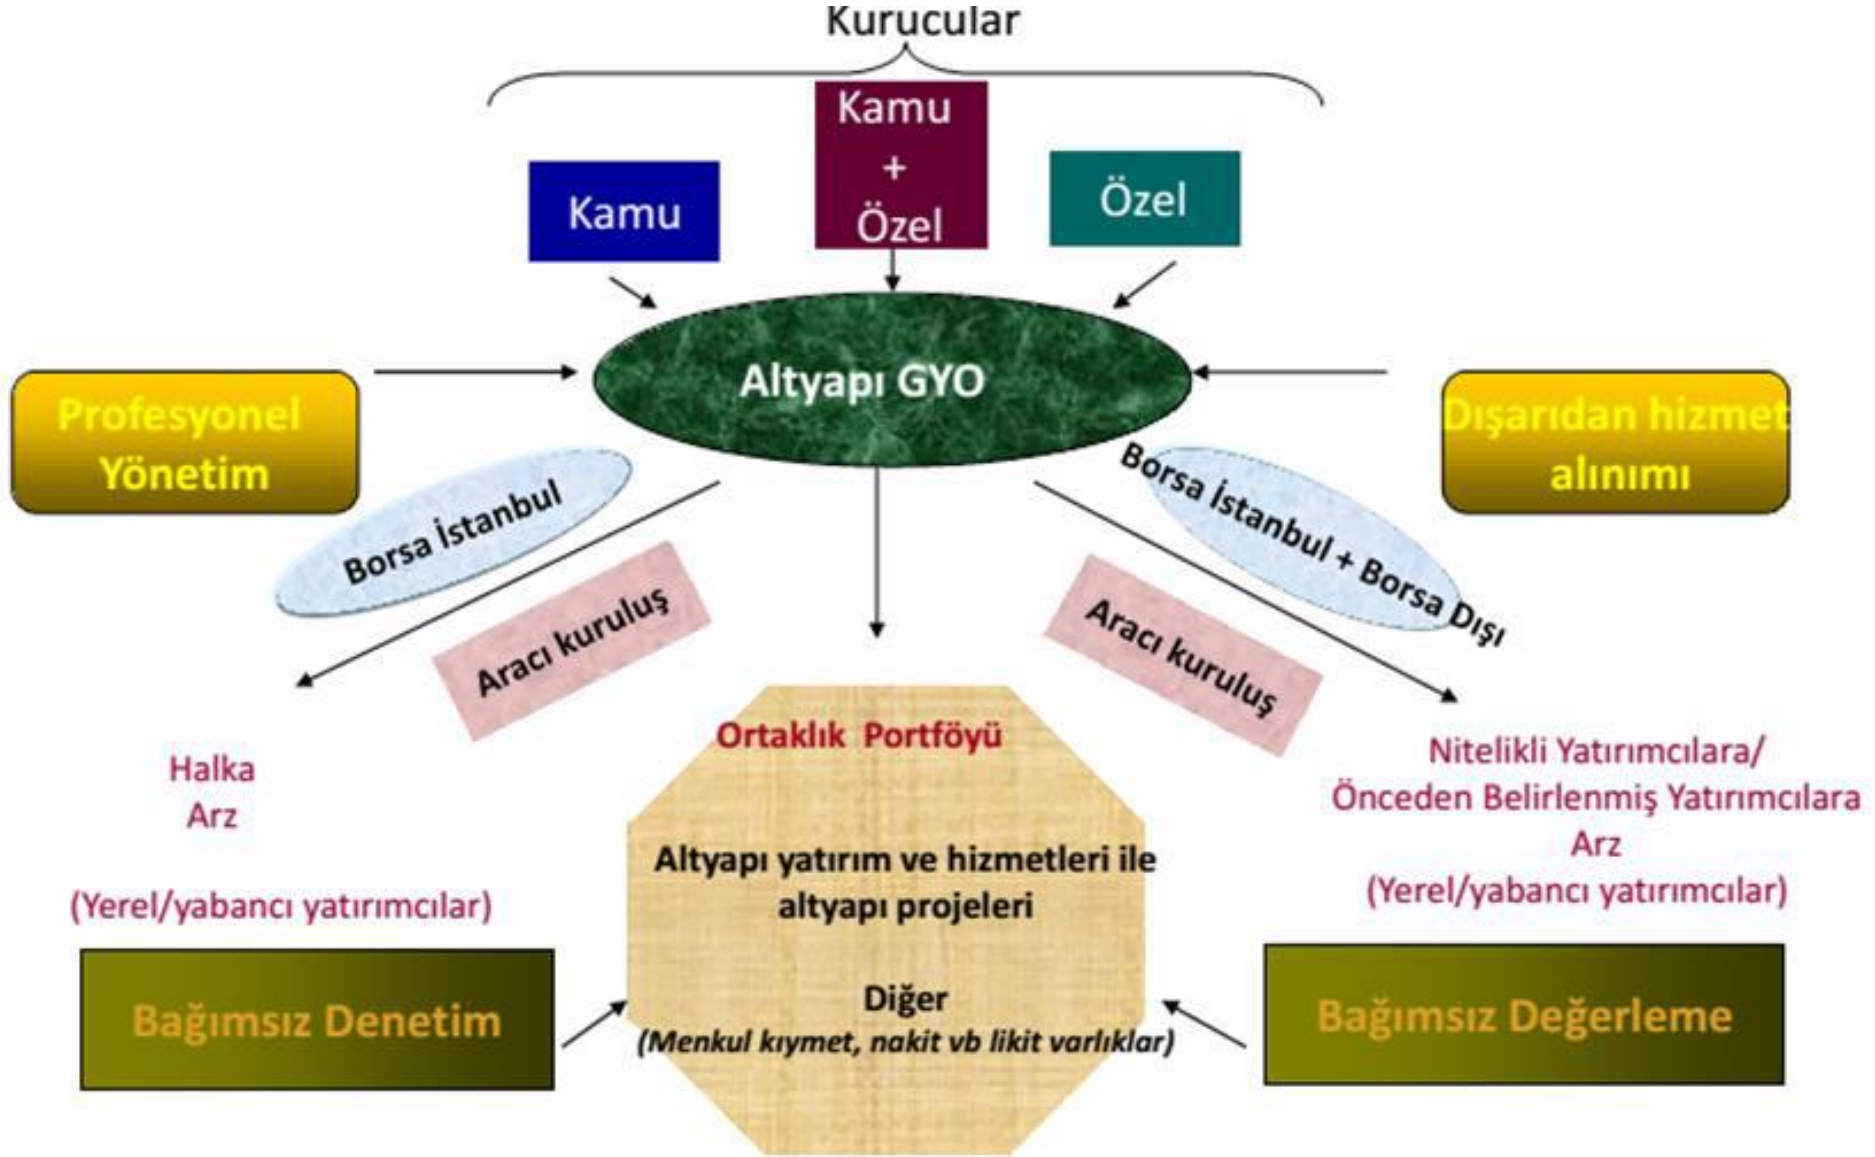 Kurucular
Kamu
+
Özel
Kamu
Özel
Altyapı GYO
Profesyonel
Yönetim
Dışarıdan hizmet
alınımı
Borsa İstanbul
Borsa İstanbul + Borsa Dışı
Aracı kuruluş
Aracı kuruluş
Ortaklık Portföyü
Halka
Arz
(Yerel/yabancı yatırımcılar)
Nitelikli Yatırımcılara/
Önceden Belirlenmiş Yatırımcılara
Arz
(Yerel/yabancı yatırımcılar)
Altyapı yatırım ve hizmetleri ile
altyapı projeleri
Diğer
(Menkul kıymet, nakit vb likit varlıklar)
Bağımsız Denetim
Bağımsız Değerleme